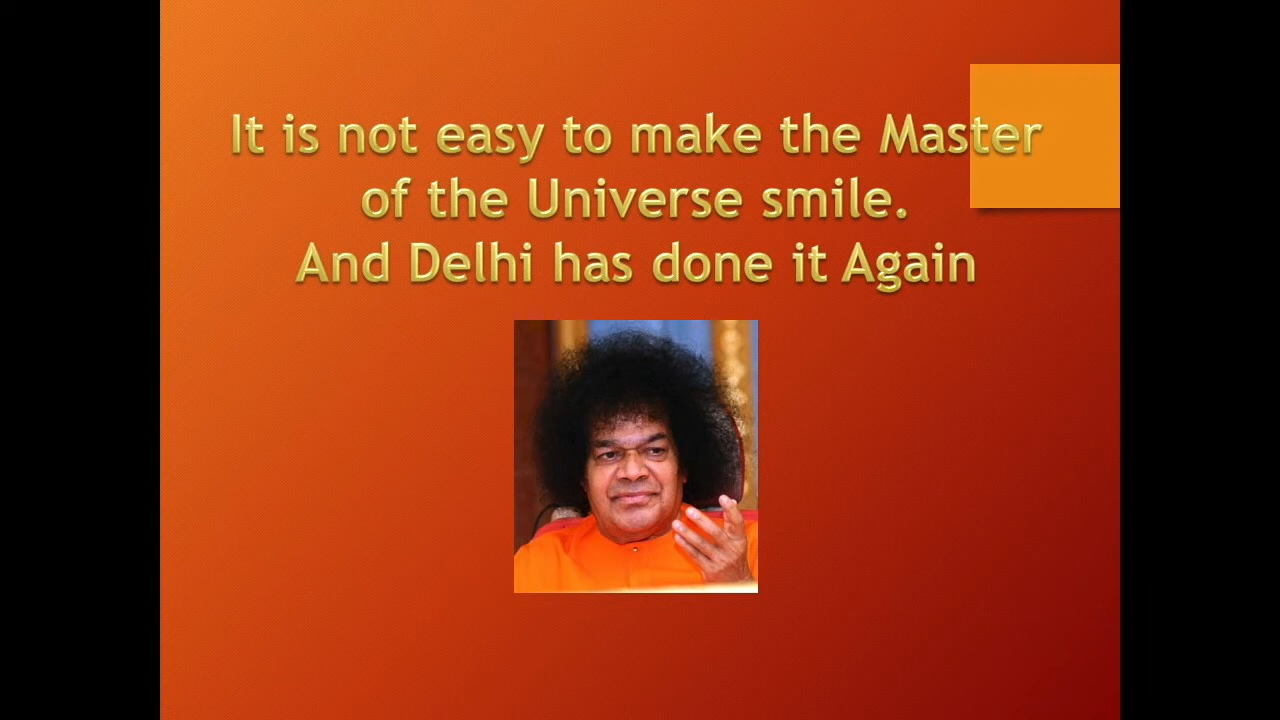 It is not easy to make the Master
of the Universe smile.
And Delhi has done it Again